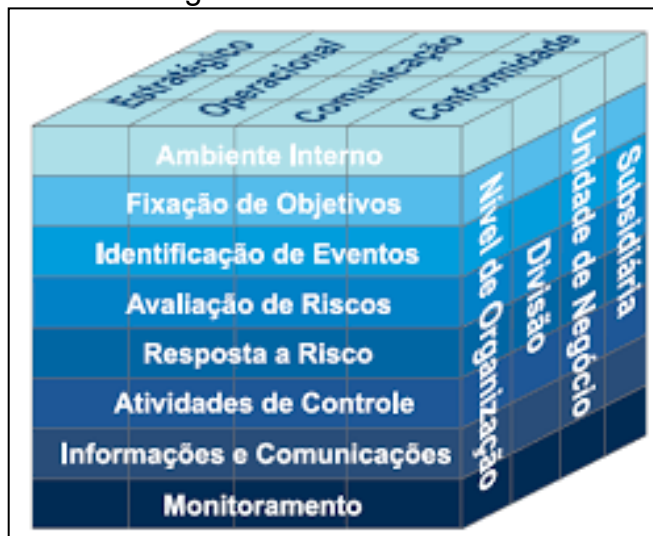 Estratégico
Operacional
Comunicação
Conformidade
Ambiente Interno
Fixação de Objetivos
Identificação de Eventos
Avaliação de Riscos
Resposta a Risco
Atividades de Controle
Informações e Comunicações
Monitoramento
Nível de Organização
Divisão
Unidade de Negócio
Subsidiária